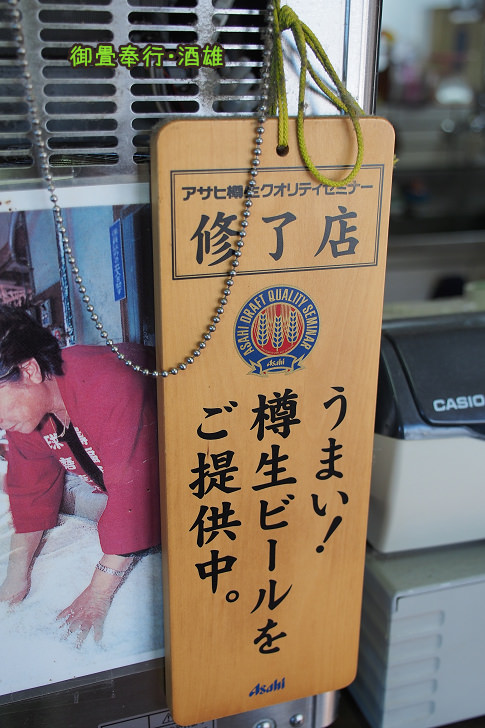 御畳奉行・酒雄
アサヒ樽生クオリティセミナー
修了店
ASAHI DRAFT QUALITY SEMINAR
Asahi
うまい!
樽生ビールを
ご提供中。
Asahi
CASIO